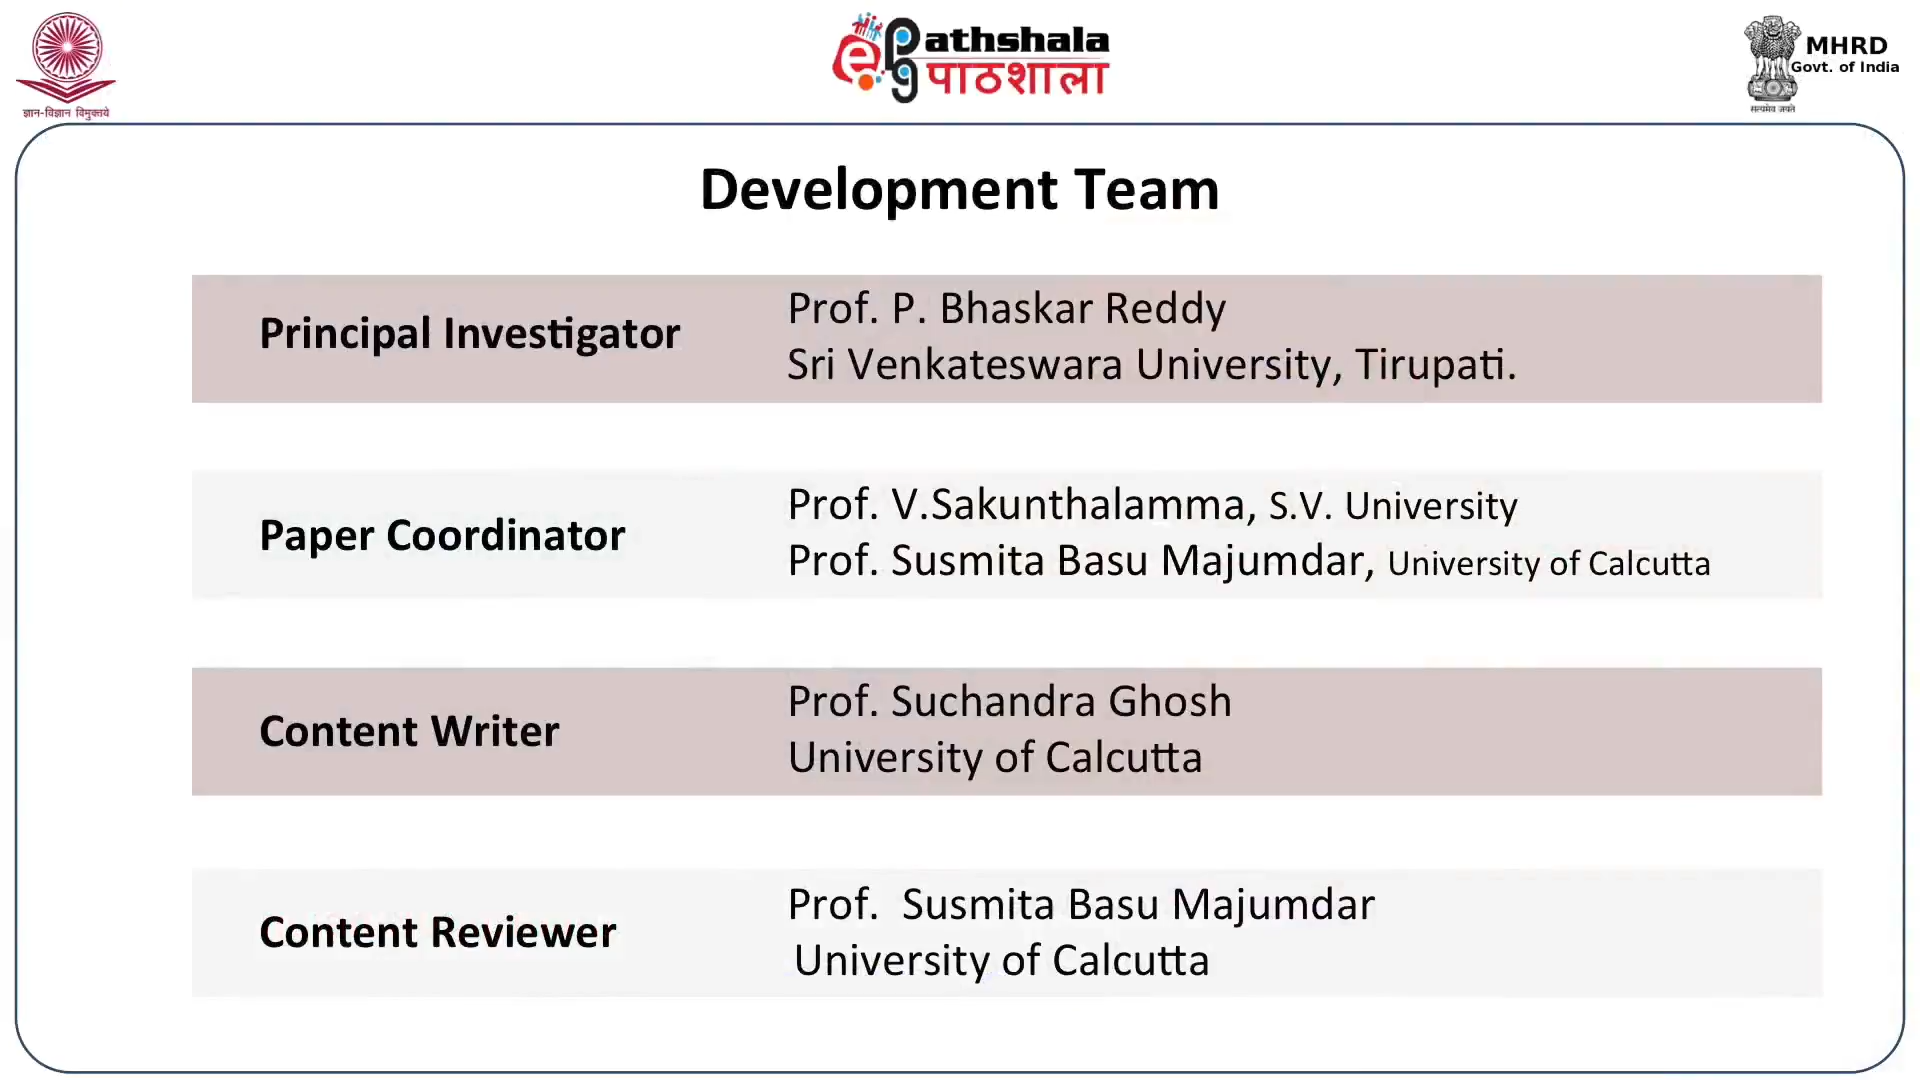 ज्ञान-विज्ञान विमुक्तये
ePG Pathshala
पाठशाला
MHRD
Govt. of India
सत्यमेव जयते
Development Team
Principal Investigator
Prof. P. Bhaskar Reddy
Sri Venkateswara University, Tirupati.
Paper Coordinator
Prof. V.Sakunthalamma, S.V. University
Prof. Susmita Basu Majumdar, University of Calcutta
Content Writer
Prof. Suchandra Ghosh
University of Calcutta
Content Reviewer
Prof.  Susmita Basu Majumdar
University of Calcutta